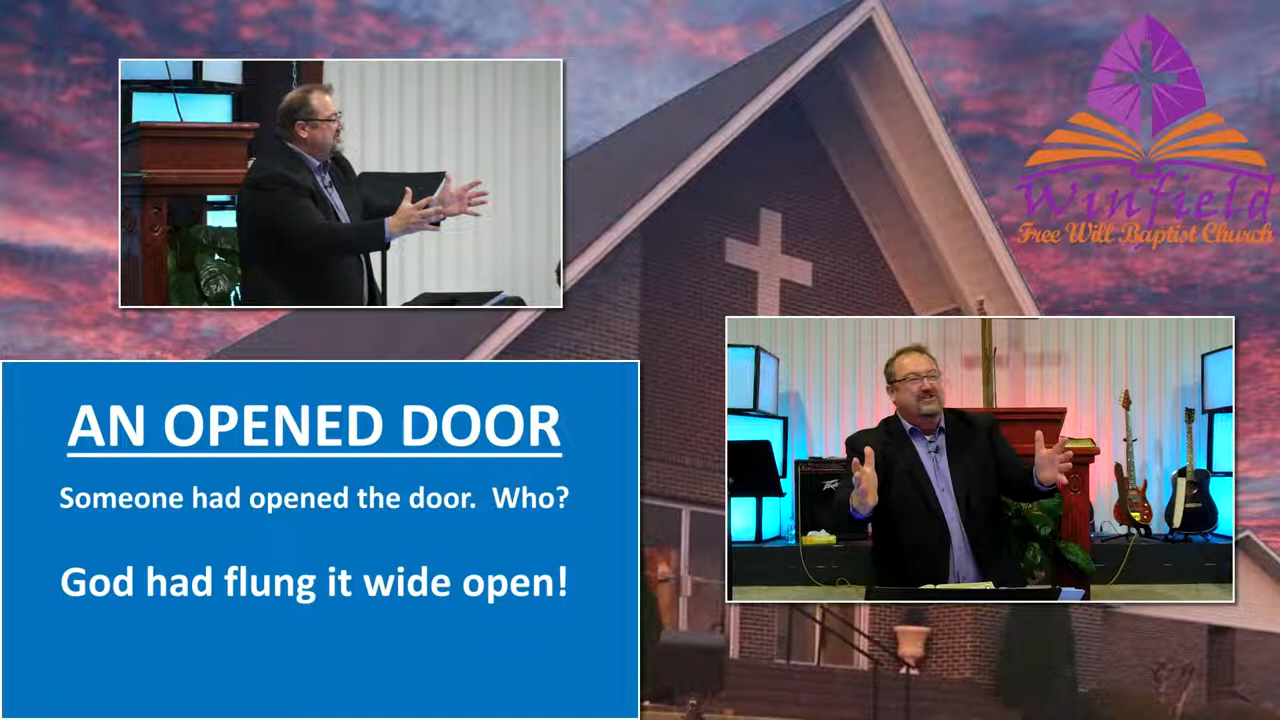 Winfield
Free Will Baptist Church
AN OPENED DOOR
Someone had opened the door. Who?
God had flung it wide open!
PEAVEY